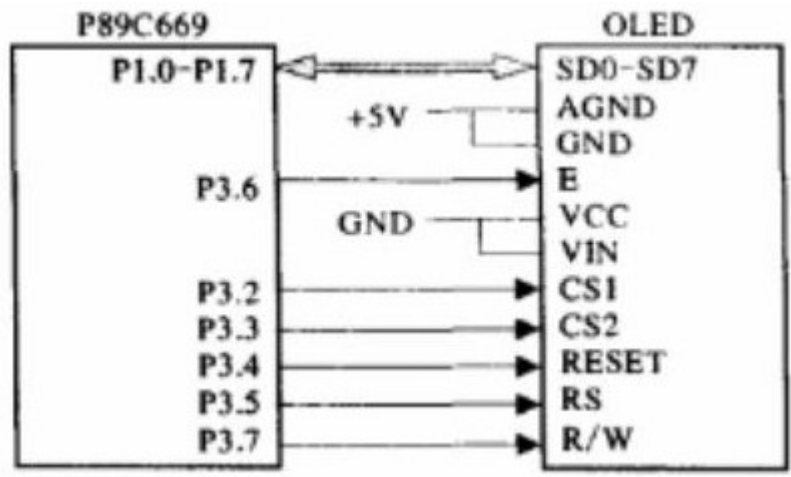 P89C669 OLED
P1.0-P1.7 SD0-SD7
+5V AGND
GND
P3.6 E
GND VCC
VIN
P3.2 CS1
P3.3 CS2
P3.4 RESET
P3.5 RS
P3.7 R/W